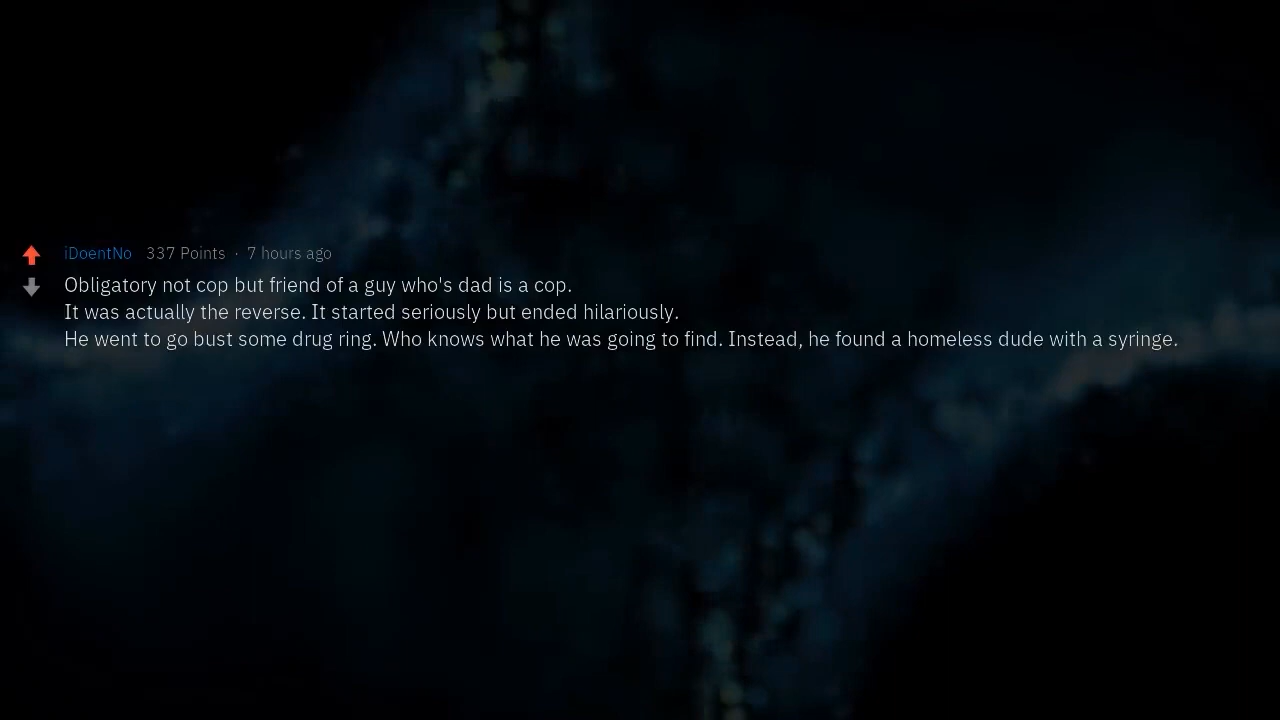 iDoentNo 337 Points · 7 hours ago
Obligatory not cop but friend of a guy who's dad is a cop.
It was actually the reverse. It started seriously but ended hilariously.
He went to go bust some drug ring. Who knows what he was going to find. Instead, he found a homeless dude with a syringe.